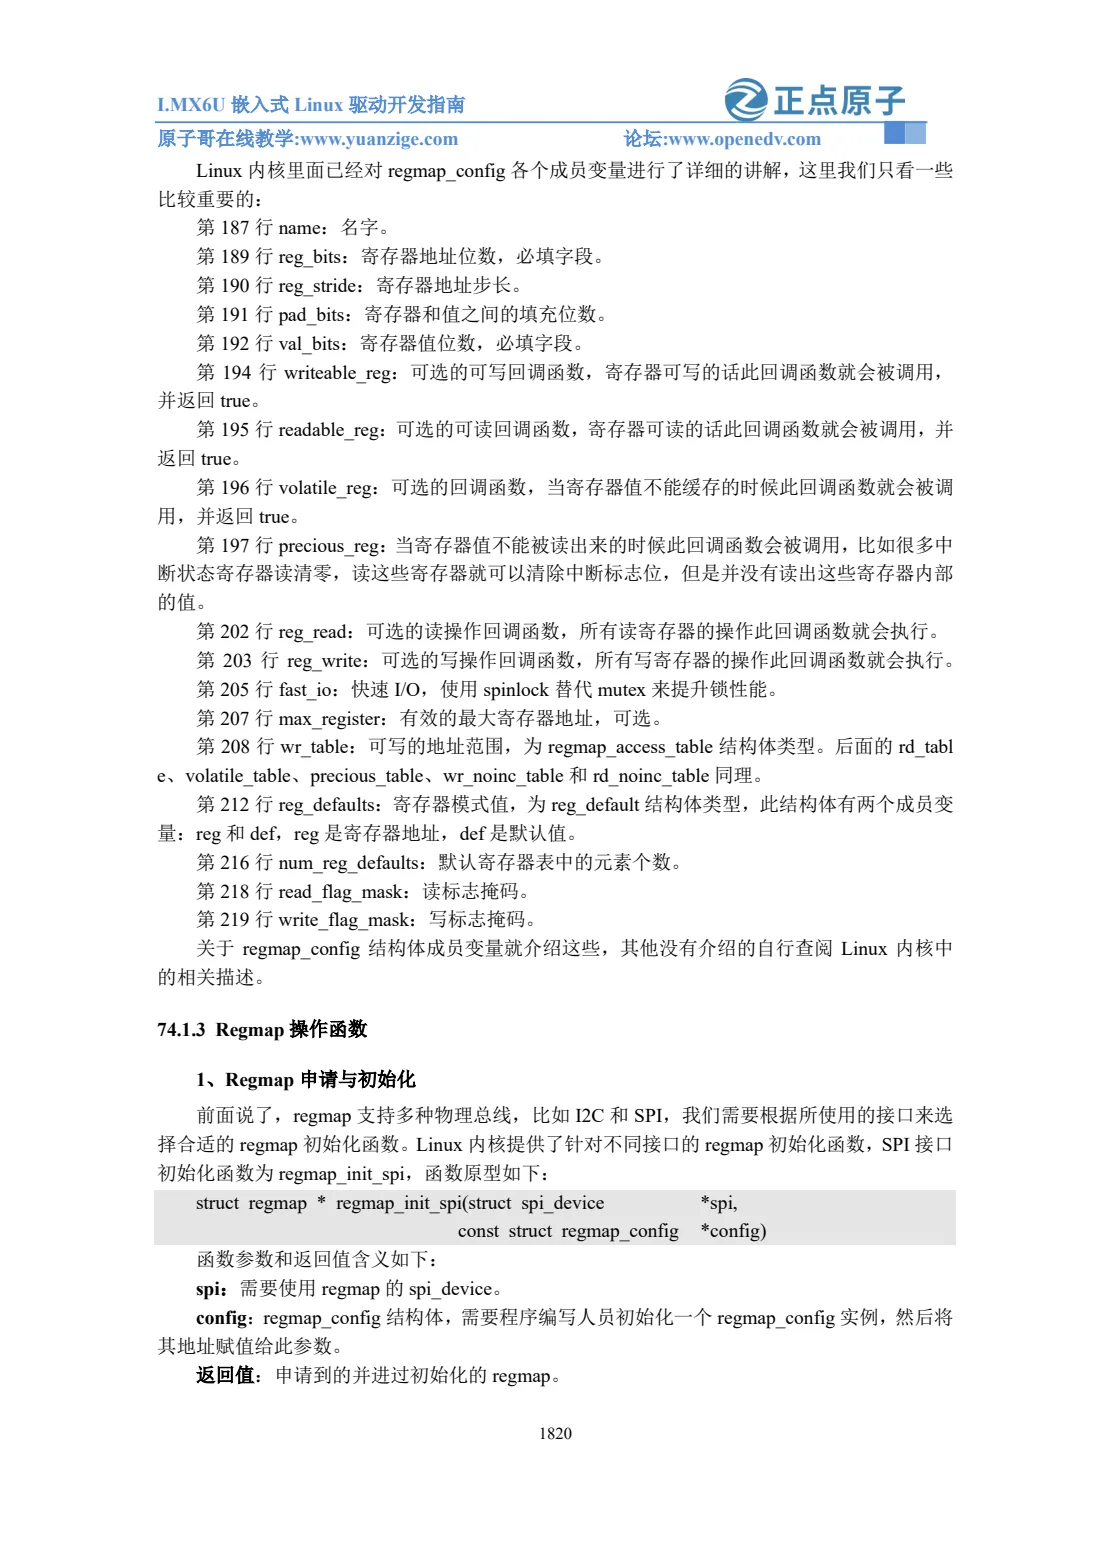 I.MX6U 嵌入式 Linux 驱动开发指南
正点原子
原子哥在线教学:www.yuanzige.com 论坛:www.openedv.com
Linux 内核里面已经对 regmap_config 各个成员变量进行了详细的讲解，这里我们只看一些
比较重要的：
第 187 行 name：名字。
第 189 行 reg_bits：寄存器地址位数，必填字段。
第 190 行 reg_stride：寄存器地址步长。
第 191 行 pad_bits：寄存器和值之间的填充位数。
第 192 行 val_bits：寄存器值位数，必填字段。
第 194 行 writeable_reg：可选的可写回调函数，寄存器可写的话此回调函数就会被调用，
并返回 true。
第 195 行 readable_reg：可选的可读回调函数，寄存器可读的话此回调函数就会被调用，并
返回 true。
第 196 行 volatile_reg：可选的回调函数，当寄存器值不能缓存的时候此回调函数就会被调
用，并返回 true。
第 197 行 precious_reg：当寄存器值不能被读出来的时候此回调函数会被调用，比如很多中
断状态寄存器读清零，读这些寄存器就可以清除中断标志位，但是并没有读出这些寄存器内部
的值。
第 202 行 reg_read：可选的读操作回调函数，所有读寄存器的操作此回调函数就会执行。
第 203 行 reg_write：可选的写操作回调函数，所有写寄存器的操作此回调函数就会执行。
第 205 行 fast_io：快速 I/O，使用 spinlock 替代 mutex 来提升锁性能。
第 207 行 max_register：有效的最大寄存器地址，可选。
第 208 行 wr_table：可写的地址范围，为 regmap_access_table 结构体类型。后面的 rd_tabl
e、volatile_table、precious_table、wr_noinc_table 和 rd_noinc_table 同理。
第 212 行 reg_defaults：寄存器模式值，为 reg_default 结构体类型，此结构体有两个成员变
量：reg 和 def，reg 是寄存器地址，def 是默认值。
第 216 行 num_reg_defaults：默认寄存器表中的元素个数。
第 218 行 read_flag_mask：读标志掩码。
第 219 行 write_flag_mask：写标志掩码。
关于 regmap_config 结构体成员变量就介绍这些，其他没有介绍的自行查阅 Linux 内核中
的相关描述。
74.1.3 Regmap 操作函数
1、Regmap 申请与初始化
前面说了，regmap 支持多种物理总线，比如 I2C 和 SPI，我们需要根据所使用的接口来选
择合适的 regmap 初始化函数。Linux 内核提供了针对不同接口的 regmap 初始化函数，SPI 接口
初始化函数为 regmap_init_spi，函数原型如下：
struct regmap * regmap_init_spi(struct spi_device *spi,
const struct regmap_config *config)
函数参数和返回值含义如下：
spi：需要使用 regmap 的 spi_device。
config：regmap_config 结构体，需要程序编写人员初始化一个 regmap_config 实例，然后将
其地址赋值给此参数。
返回值：申请到的并进过初始化的 regmap。
1820